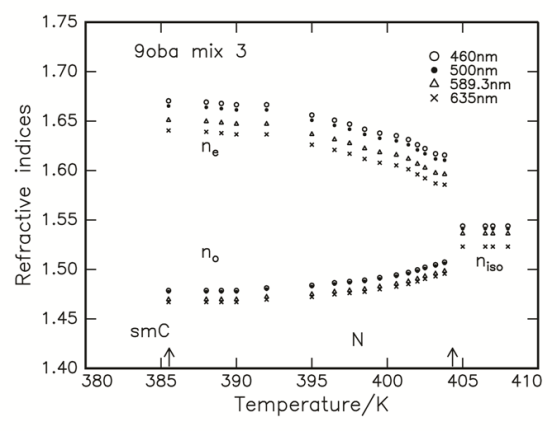 1.75
1.70
1.65
1.60
1.55
1.50
1.45
1.40
Refractive indices
9oba mix 3
460nm
500nm
589.3nm
635nm
nₑ
nₒ
nᵢₛₒ
smC
N
380 385 390 395 400 405 410
Temperature/K